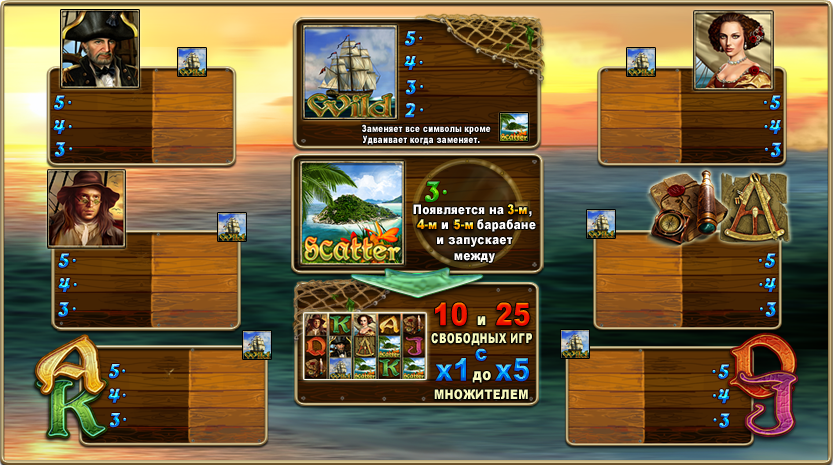 5·
4·
3·
5·
4·
3·
2·
Wild
Заменяет все символы кроме
Удваивает когда заменяет.
Scatter
·5
·4
·3
5·
4·
3·
Scatter
3·
Появляется на 3-м,
4-м и 5-м барабане
и запускает
между
·5
·4
·3
A
K
5·
4·
3·
10 и 25
СВОБОДНЫХ ИГР
С
x1 до x5
МНОЖИТЕЛЕМ
·5
·4
·3
Q
J